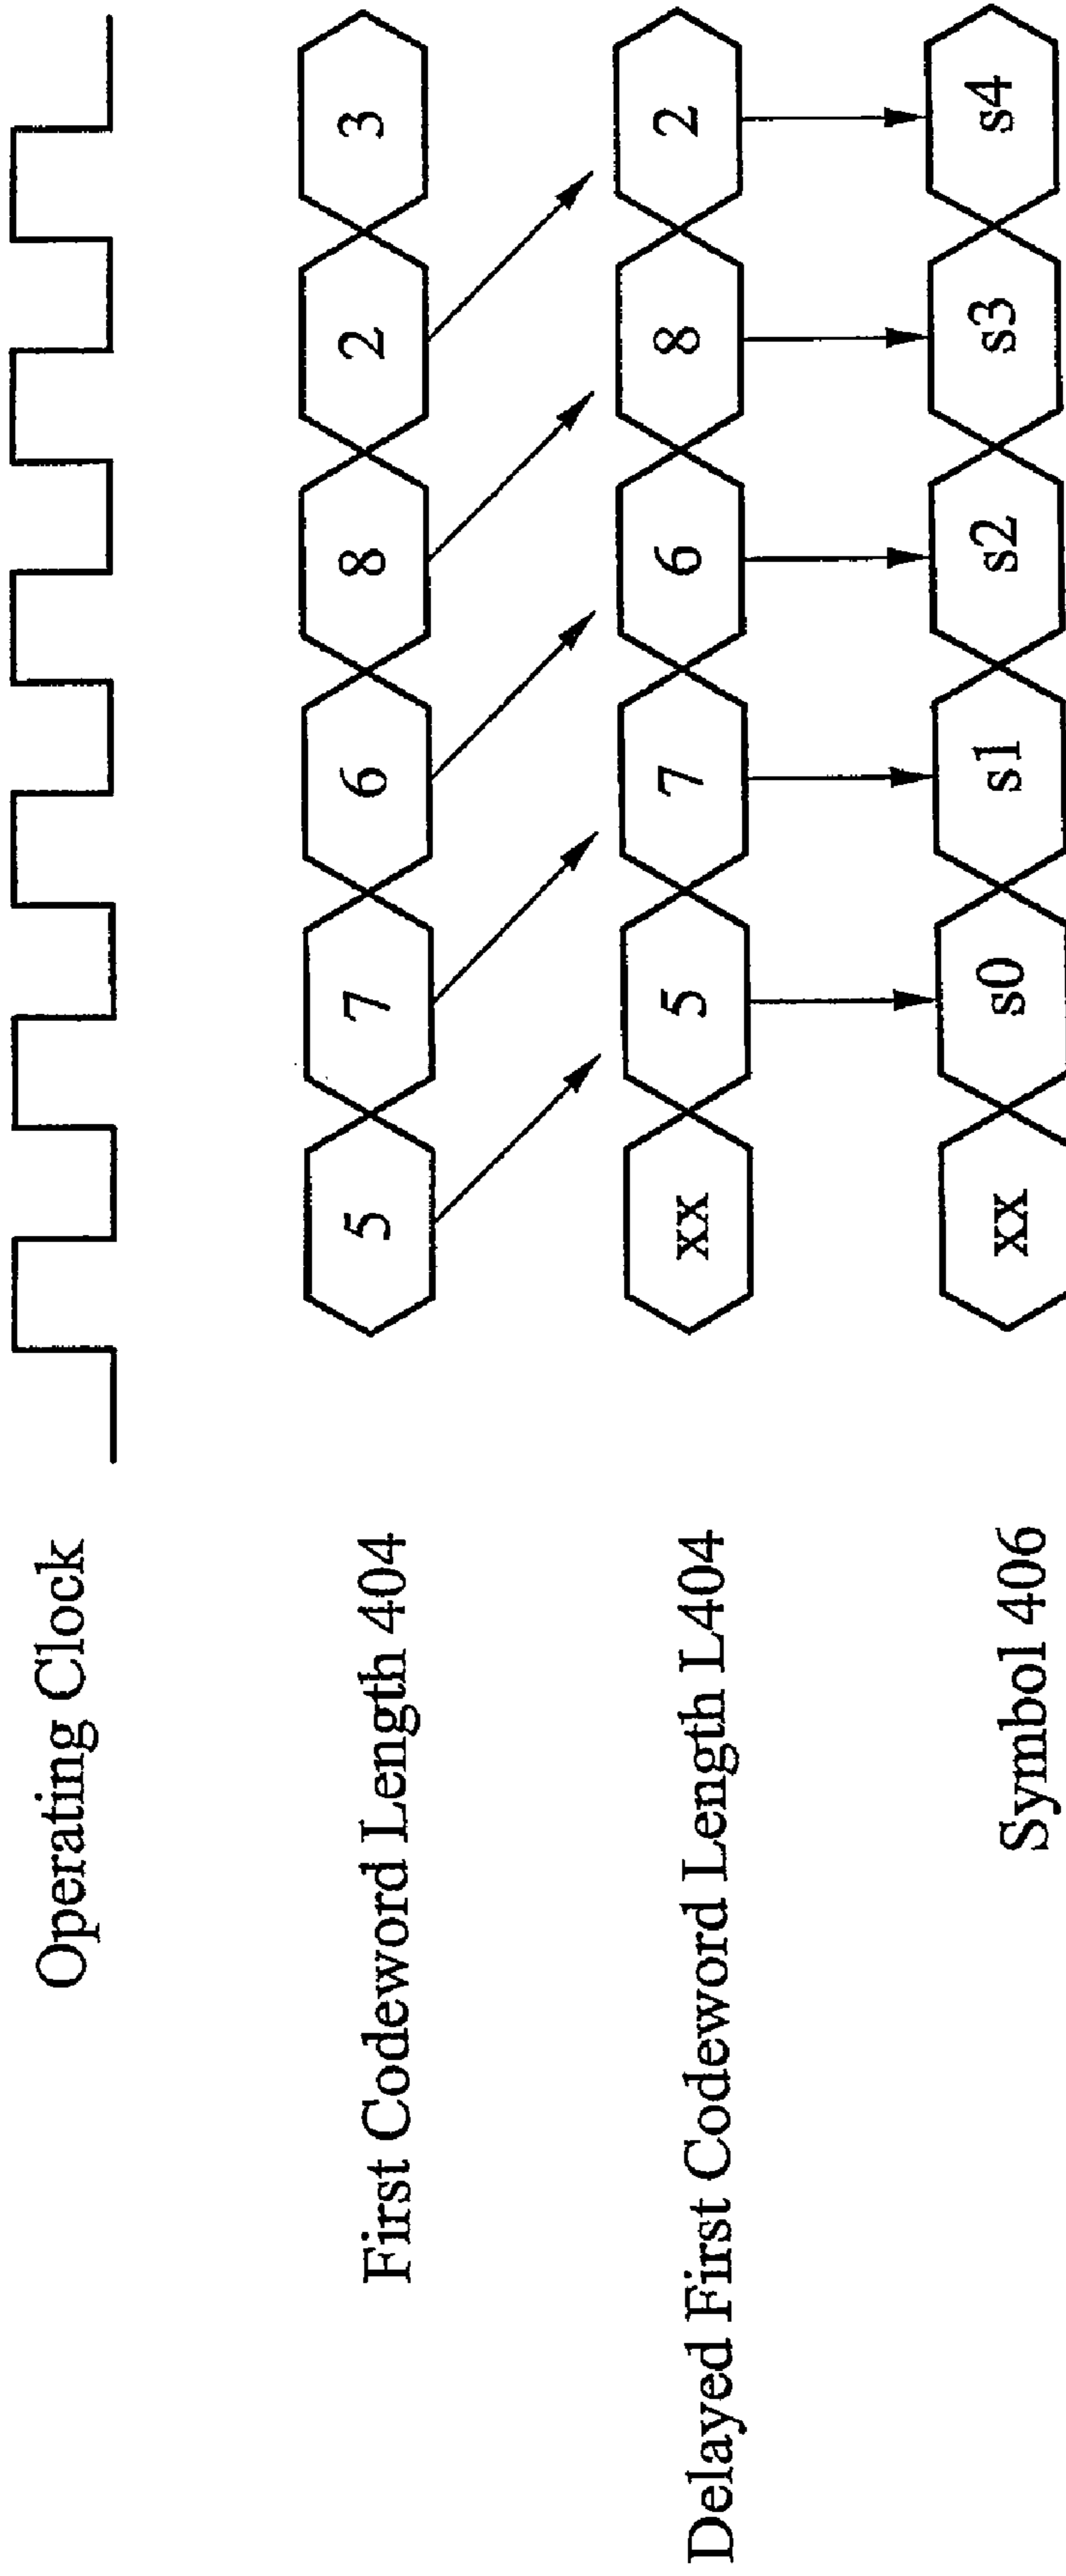 Operating Clock
First Codeword Length 404 5 7 6 8 2 3
Delayed First Codeword Length L404 xx 5 7 6 8 2
Symbol 406 xx s0 s1 s2 s3 s4